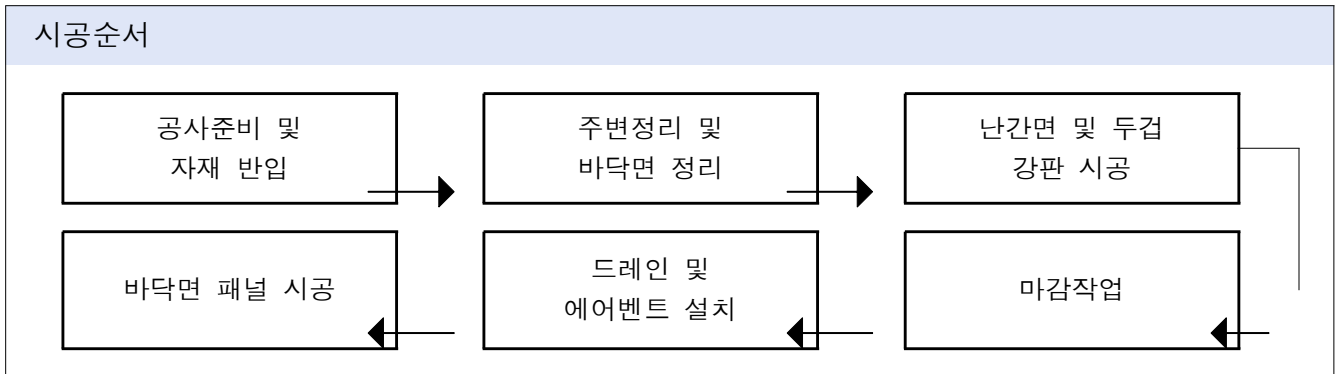 시공순서
공사준비 및
자재 반입
주변정리 및
바닥면 정리
난간면 및 두겁
강판 시공
바닥면 패널 시공
드레인 및
에어벤트 설치
마감작업